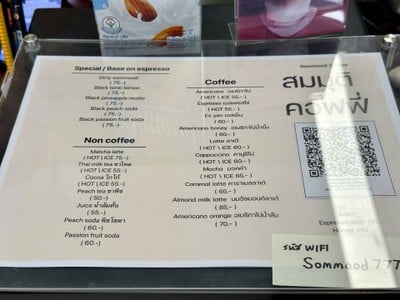 Special / Base on espresso
Dirty sammood
(75.-)
Black tonic lemon
(75.-)
Black pineapple
(75.-)
Black peach soda
(75.-)
Black passion fruit soda
Non coffee
Matcha latte
( HOT \ ICE 75.-)
Thai milk tea ชาไทย
( HOT \ ICE 55.-)
Cocoa โกโก้
( HOT \ ICE 55.-)
Peach tea ชาพีช
(50.-)
Juice น้ำส้มคั้น
(55.-)
Peach soda พีชโซดา
(60.-)
Passion fruit soda
(60.-)
Coffee
Americano อเมริกาโน่
( HOT \ ICE 55.-)
Espresso เอสเพรสโซ่
( HOT 55.-)
Es yen เอสเย็น
Americano honey อเมริกาโน่น้ำผึ้ง
(60.-)
Latte ลาเต้
( HOT \ ICE 60.-)
Cappuccino คาปูชิโน่
( HOT \ ICE 60.-)
Mocha มอคค่า
( HOT \ ICE 65.-)
Caramel latte คาราเมลลาเต้
(65.-)
Almond milk latte นมอัลมอนด์ลาเต้
(85.-)
Americano orange อเมริกาโน่น้ำส้ม
(70.-)
Sammood
สมมุติ
คอฟฟี่
รหัส WIFI
Sommood 777